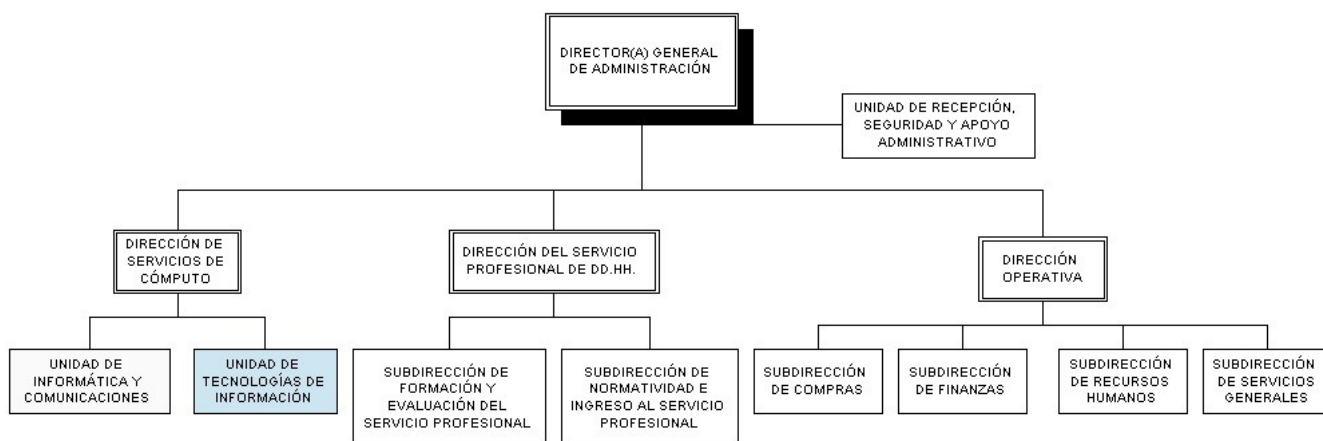 DIRECTOR(A) GENERAL
DE ADMINISTRACIÓN
UNIDAD DE RECEPCIÓN,
SEGURIDAD Y APOYO
ADMINISTRATIVO
DIRECCIÓN DE
SERVICIOS DE
CÓMPUTO
DIRECCIÓN DEL SERVICIO
PROFESIONAL DE DD.HH.
DIRECCIÓN
OPERATIVA
UNIDAD DE
INFORMÁTICA Y
COMUNICACIONES
UNIDAD DE
TECNOLOGÍAS DE
INFORMACIÓN
SUBDIRECCIÓN DE
FORMACIÓN Y
EVALUACIÓN DEL
SERVICIO PROFESIONAL
SUBDIRECCIÓN DE
NORMATIVIDAD E
INGRESO AL SERVICIO
PROFESIONAL
SUBDIRECCIÓN
DE COMPRAS
SUBDIRECCIÓN
DE FINANZAS
SUBDIRECCIÓN
DE RECURSOS
HUMANOS
SUBDIRECCIÓN
DE SERVICIOS
GENERALES